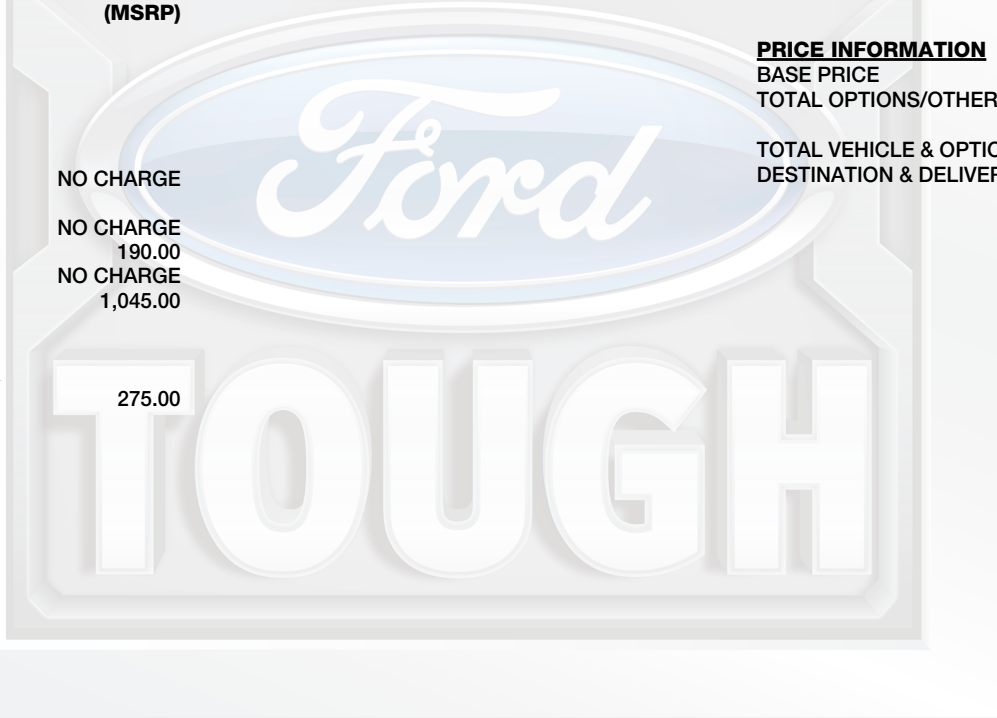 (MSRP)
NO CHARGE
NO CHARGE
190.00
NO CHARGE
1,045.00
275.00
PRICE INFORMATION
BASE PRICE
TOTAL OPTIONS/OTHER
TOTAL VEHICLE & OPTIO
DESTINATION & DELIVER
Ford
TOUGH